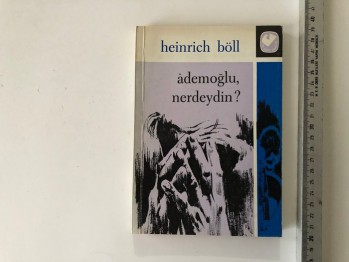 heinrich böll
âdemoğlu,
nerdeydin?